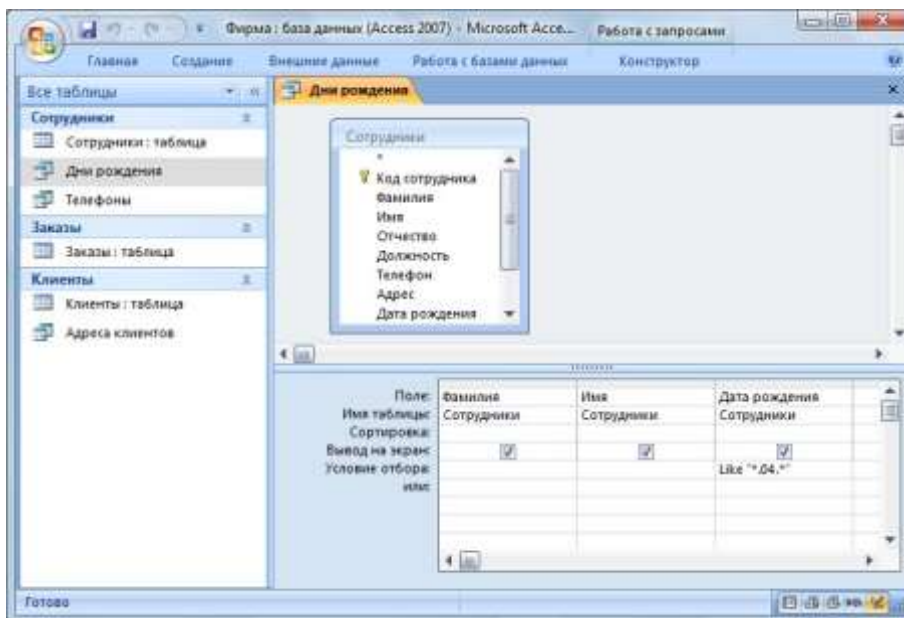 Фирма : база данных (Access 2007) - Microsoft Acce...
Работа с запросами
Главная
Создание
Внешние данные
Работа с базами данных
Конструктор
Все таблицы
Сотрудники
Сотрудники : таблица
Дни рождения
Телефоны
Заказы
Заказы : таблица
Клиенты
Клиенты : таблица
Адреса клиентов
Дни рождения
Сотрудники
*
Код сотрудника
Фамилия
Имя
Отчество
Должность
Телефон
Адрес
Дата рождения
Поле: Фамилия Имя Дата рождения
Имя таблицы: Сотрудники Сотрудники Сотрудники
Сортировка:
Вывод на экран:
Условие отбора: Like "*.04.*"
или:
Готово